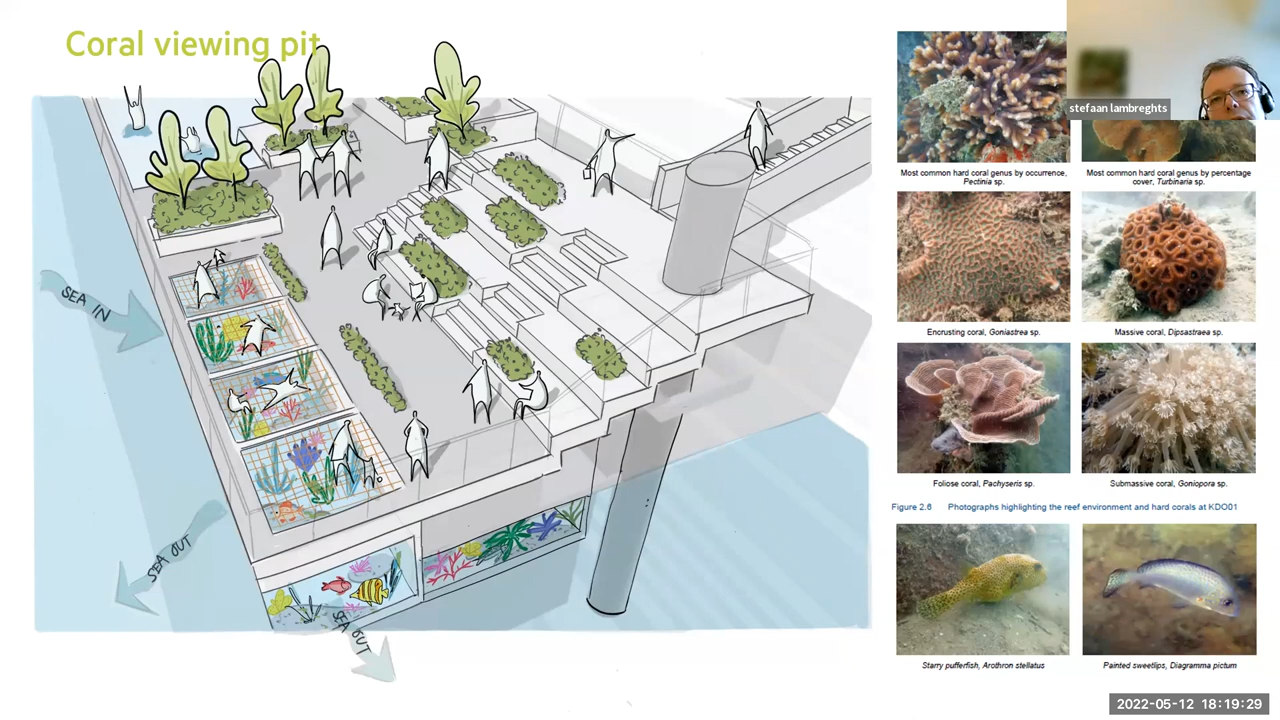 Coral viewing pit
stefaan lambreghts
SEA IN
SEA OUT
SEA OUT
Most common hard coral genus by occurrence,
Pectinia sp.
Most common hard coral genus by percentage
cover, Turbinaria sp.
Encrusting coral, Goniastrea sp.
Massive coral, Dipsastraea sp.
Foliose coral, Pachyseris sp.
Submassive coral, Goniopora sp.
Figure 2.6 Photographs highlighting the reef environment and hard corals at KDO01
Starry pufferfish, Arothron stellatus
Painted sweetlips, Diagramma pictum
2022-05-12 18:19:29